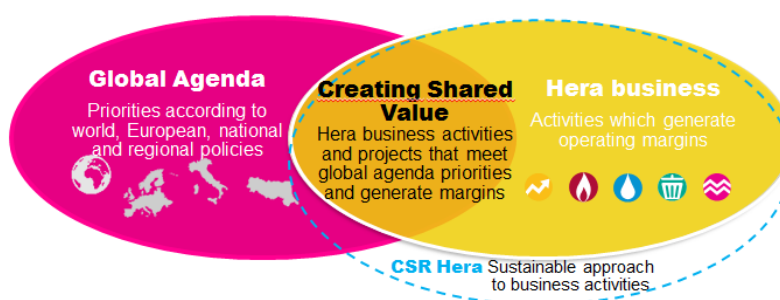 Global Agenda
Priorities according to
world, European, national
and regional policies
Creating Shared
Value
Hera business activities
and projects that meet
global agenda priorities
and generate margins
Hera business
Activities which generate
operating margins
CSR Hera Sustainable approach
to business activities